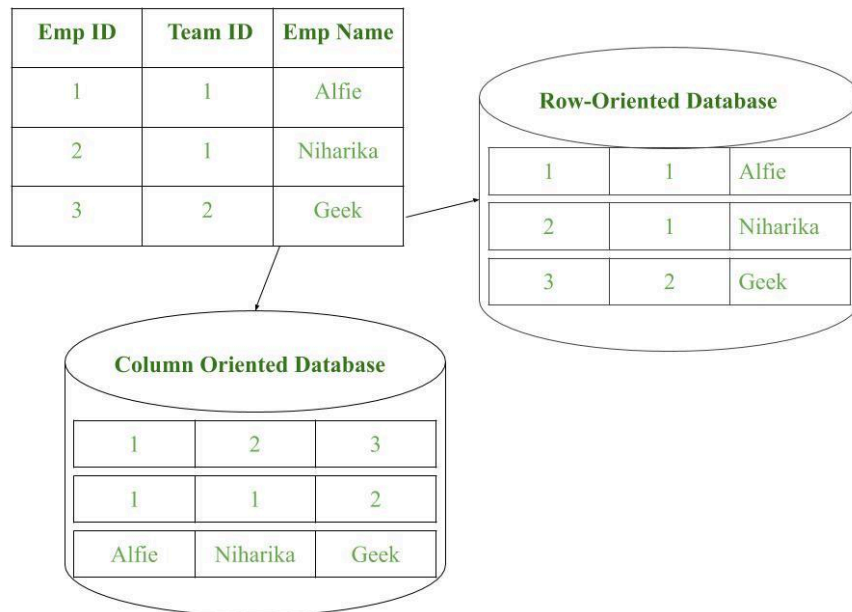 Emp ID Team ID Emp Name
1 1 Alfie
2 1 Niharika
3 2 Geek
Row-Oriented Database
1 1 Alfie
2 1 Niharika
3 2 Geek
Column Oriented Database
1 2 3
1 1 2
Alfie Niharika Geek